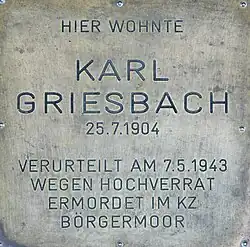 HIER WOHNTE
KARL
GRIESBACH
25.7.1904
VERURTEILT AM 7.5.1943
WEGEN HOCHVERRAT
ERMORDET IM KZ
BÖRGERMOOR